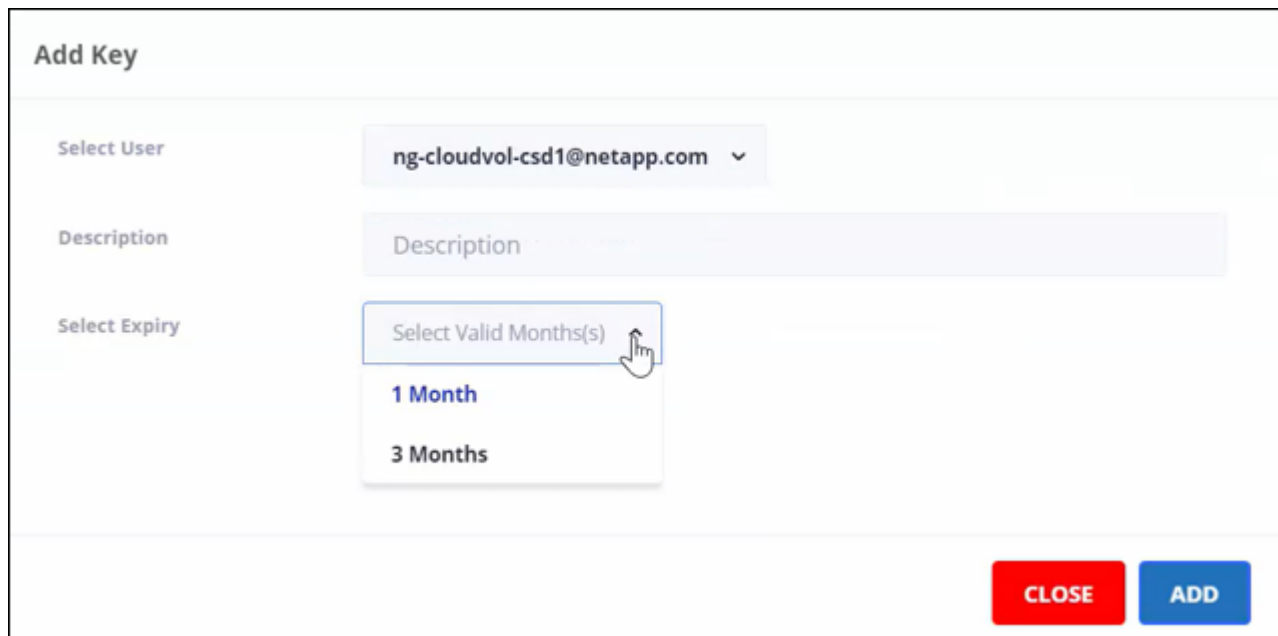 Add Key
Select User
ng-cloudvol-csd1@netapp.com
Description
Description
Select Expiry
Select Valid Months(s)
1 Month
3 Months
CLOSE
ADD